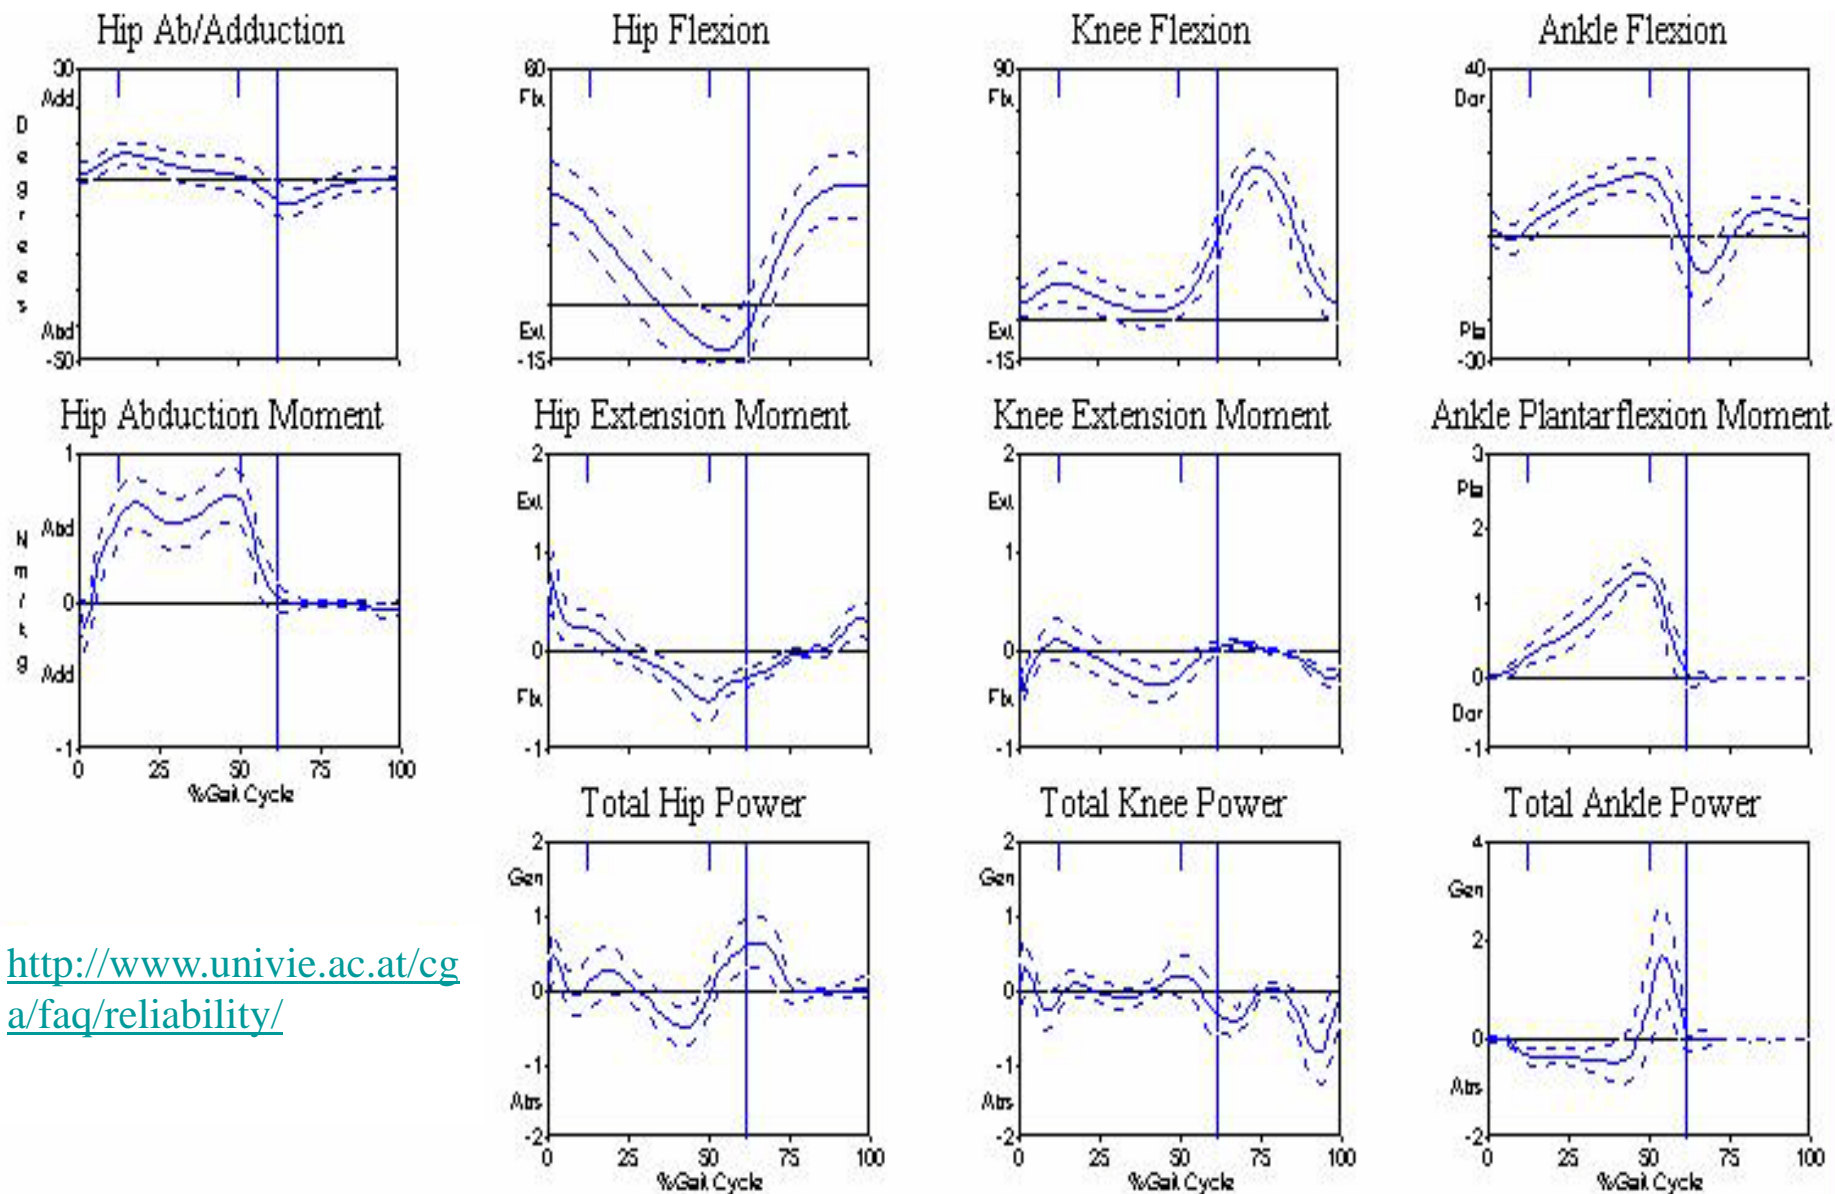 Hip Ab/Adduction
Hip Flexion
Knee Flexion
Ankle Flexion
30
Add
Degrees
Abd
60
Flx
Ext
-15
90
Flx
Ext
-15
40
Dor
Pla
-30
Hip Abduction Moment
Hip Extension Moment
Knee Extension Moment
Ankle Plantarflexion Moment
1
Abd
Nm/kg
0
Add
-1
0 25 50 75 100
%Gait Cycle
2
Ext
1
0
Flx
-1
2
Ext
1
0
Flx
-1
3
Pla
2
1
0
Dor
-1
Total Hip Power
Total Knee Power
Total Ankle Power
2
Gen
1
0
-1
Abs
-2
0 25 50 75 100
%Gait Cycle
2
Gen
1
0
-1
Abs
-2
0 25 50 75 100
%Gait Cycle
4
Gen
2
0
Abs
-2
0 25 50 75 100
%Gait Cycle
http://www.univie.ac.at/cg
a/faq/reliability/